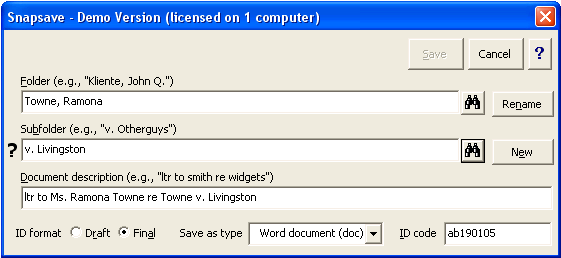 Snapsave - Demo Version (licensed on 1 computer)
Save Cancel ?
Folder (e.g., "Kliente, John Q.")
Towne, Ramona Rename
Subfolder (e.g., "v. Otherguys")
? v. Livingston New
Document description (e.g., "ltr to smith re widgets")
ltr to Ms. Ramona Towne re Towne v. Livingston
ID format Draft Final Save as type Word document (doc) ID code ab190105